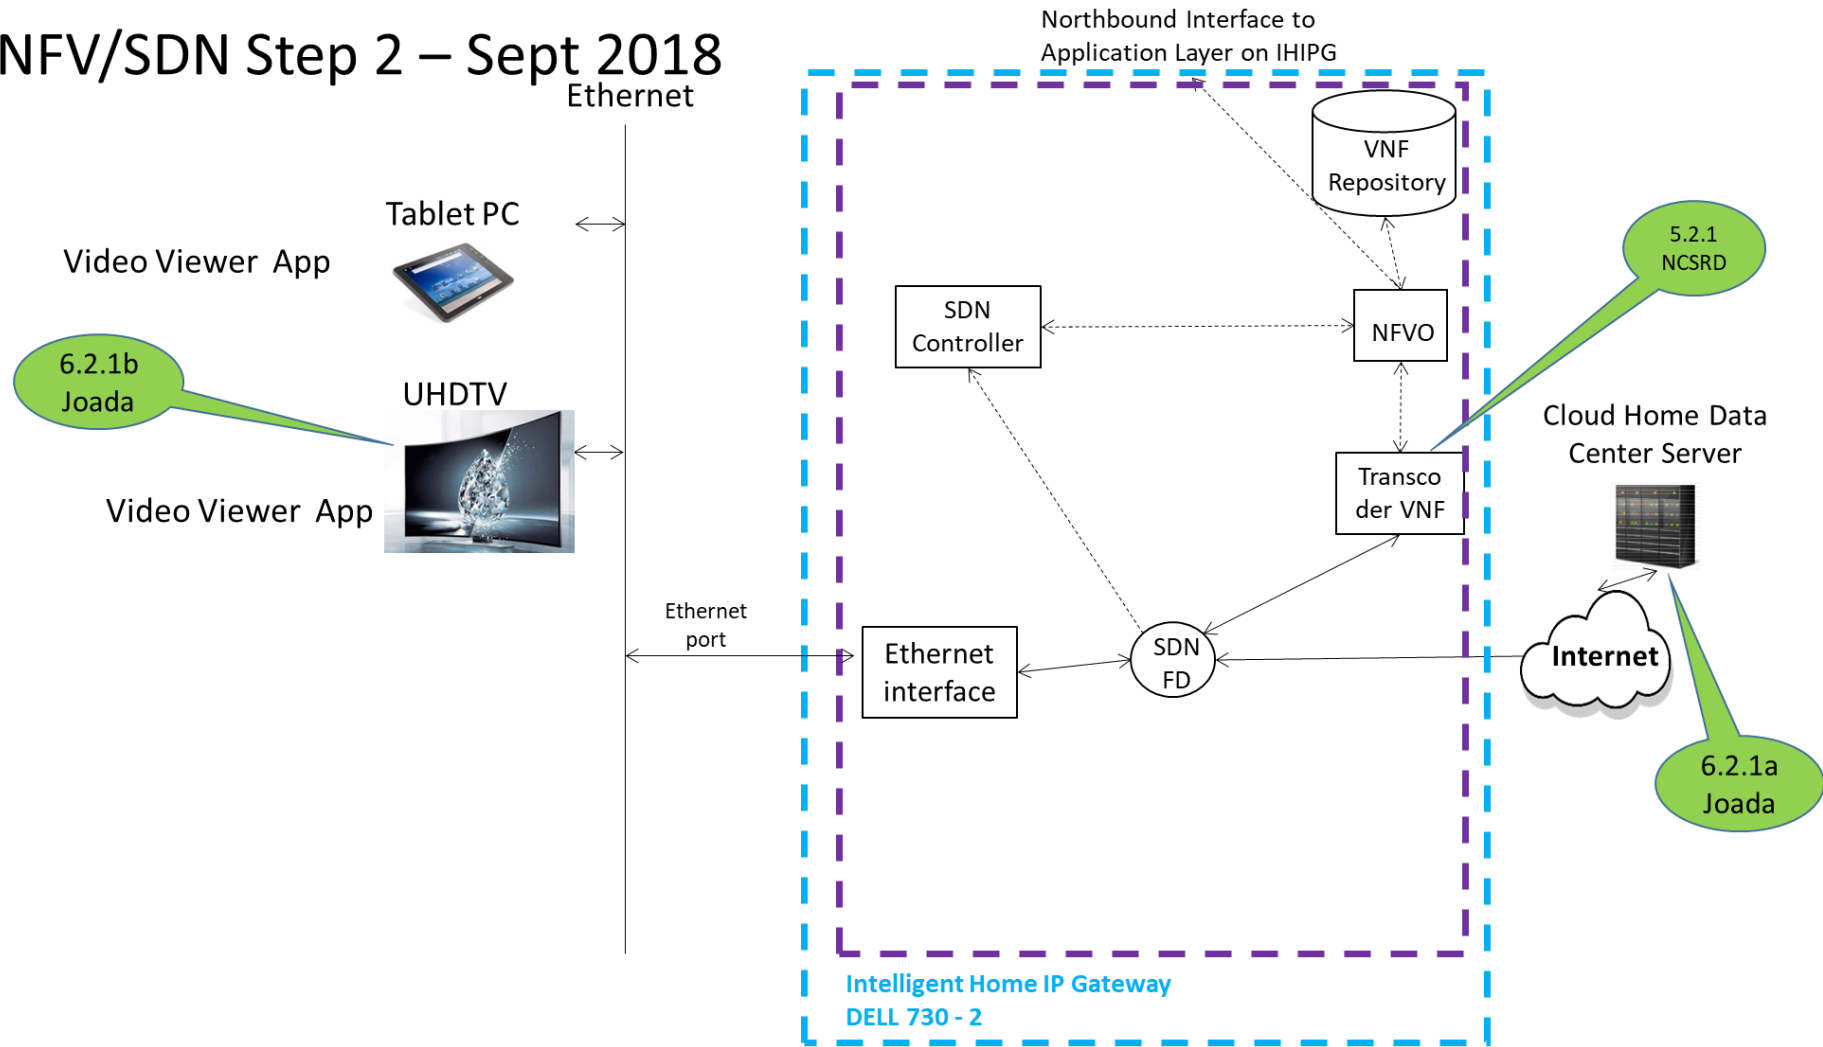 NFV/SDN Step 2 – Sept 2018
Northbound Interface to
Application Layer on IHIPG
Ethernet
VNF
Repository
Tablet PC
Video Viewer App
5.2.1
NCSRD
SDN
Controller
NFVO
6.2.1b
Joada
UHDTV
Video Viewer App
Cloud Home Data
Center Server
Transco
der VNF
Ethernet
port
Ethernet
interface
SDN
FD
Internet
6.2.1a
Joada
Intelligent Home IP Gateway
DELL 730 - 2